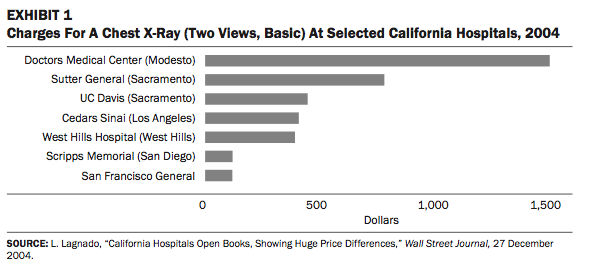 EXHIBIT 1
Charges For A Chest X-Ray (Two Views, Basic) At Selected California Hospitals, 2004
Doctors Medical Center (Modesto)
Sutter General (Sacramento)
UC Davis (Sacramento)
Cedars Sinai (Los Angeles)
West Hills Hospital (West Hills)
Scripps Memorial (San Diego)
San Francisco General
0 500 1,000 1,500
Dollars
SOURCE: L. Lagnado, “California Hospitals Open Books, Showing Huge Price Differences,” Wall Street Journal, 27 December
2004.